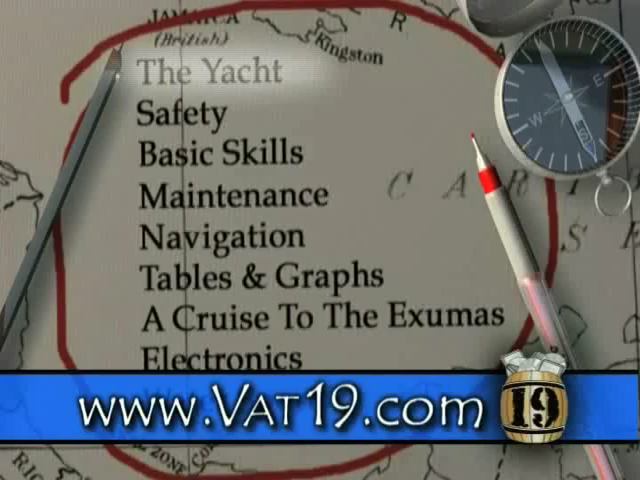 JAMAICA
(British)
Kingston
R
A
The Yacht
Safety
E
W
Basic Skills
Maintenance
C A R I
Navigation
S E
Tables & Graphs
A Cruise To The Exumas
Electronics
www.VAT19.com
19
ZONE